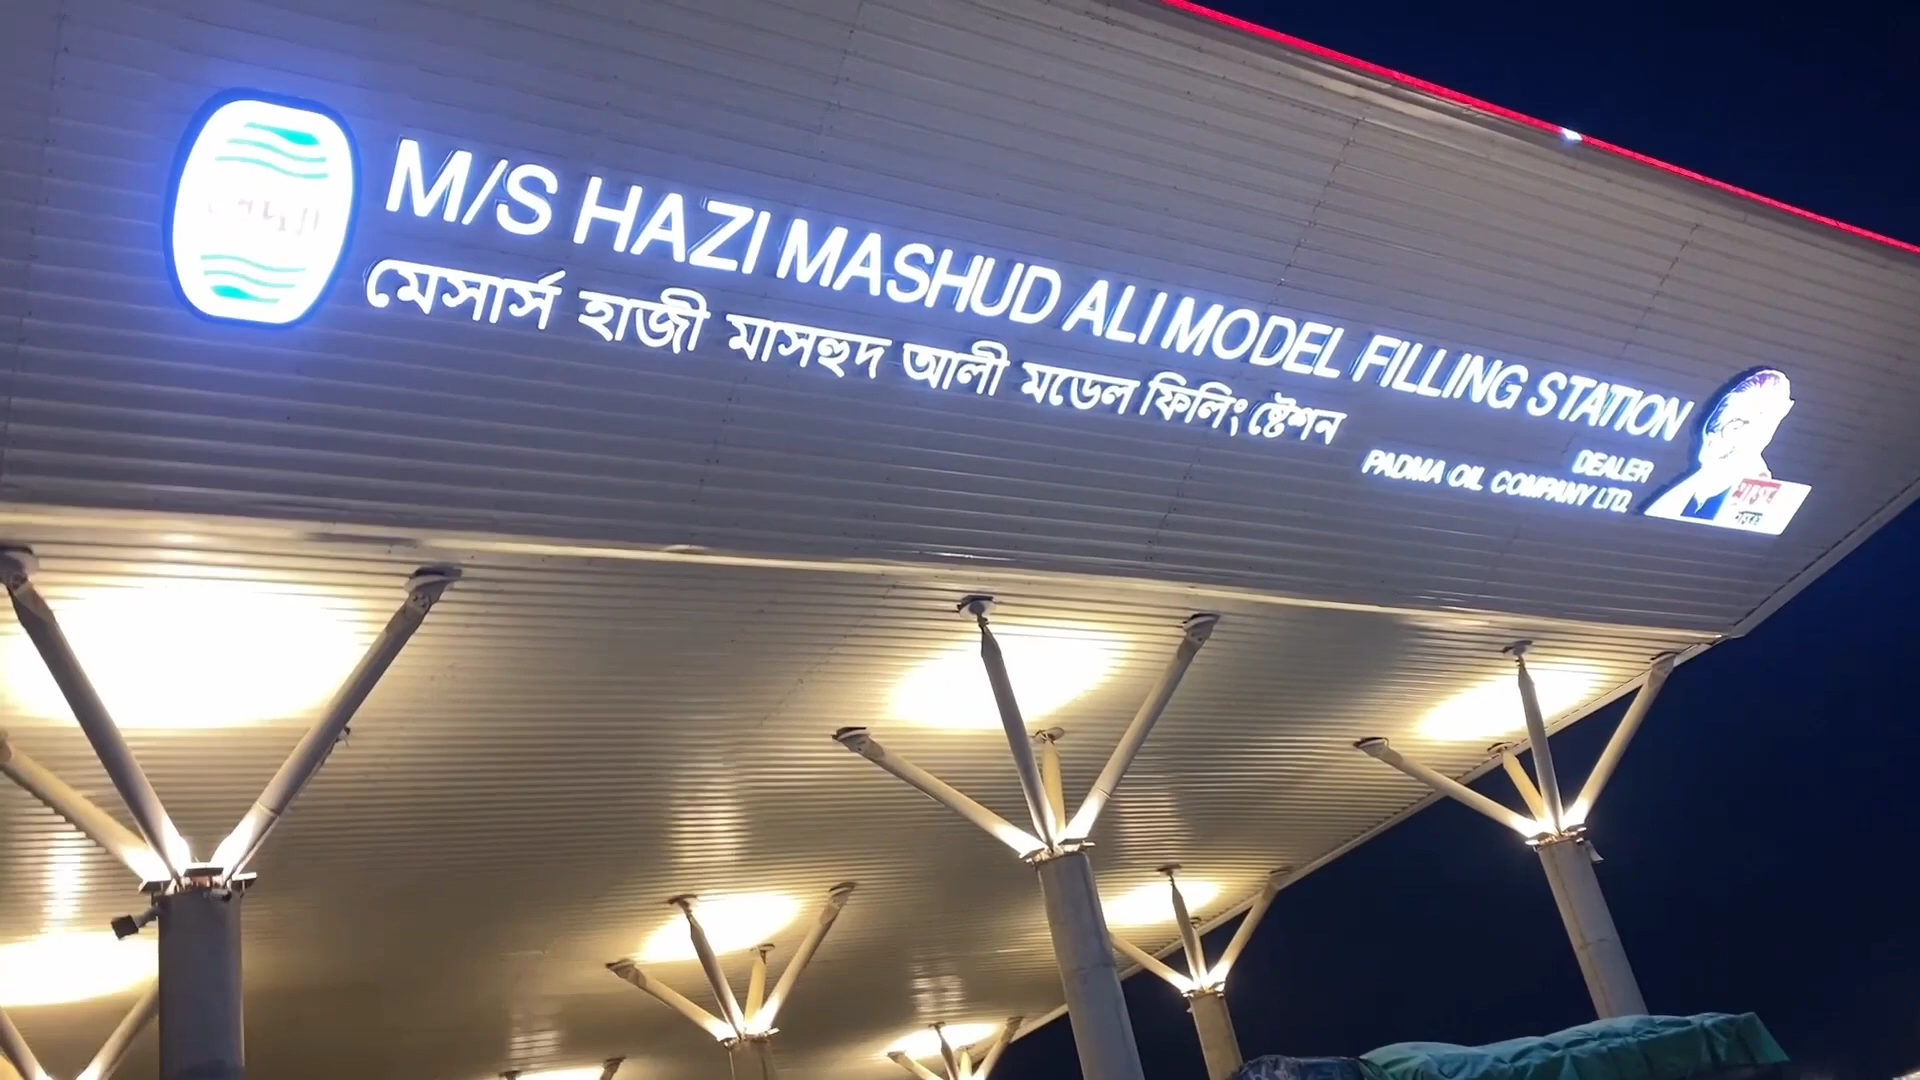 M/S HAZI MASHUD ALI MODEL FILLING STATION
মেসার্স হাজী মাসহুদ আলী মডেল ফিলিং ষ্টেশন
DEALER
PADMA OIL COMPANY LTD.